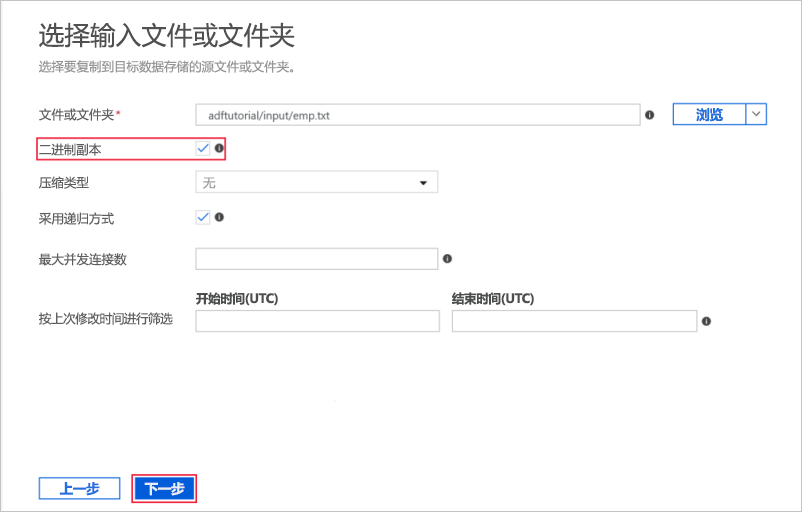 选择输入文件或文件夹
选择要复制到目标数据存储的源文件或文件夹。
文件或文件夹* adftutorial/input/emp.txt 浏览
二进制副本
压缩类型 无
采用递归方式
最大并发连接数
开始时间(UTC) 结束时间(UTC)
按上次修改时间进行筛选
上一步 下一步